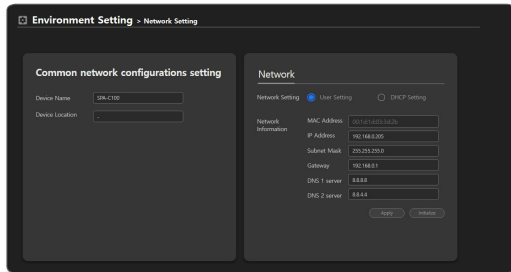 Environment Setting > Network Setting
Common network configurations setting
Device Name SPA-C100
Device Location .
Network
Network Setting User Setting DHCP Setting
Network Information
MAC Address
IP Address 192.168.0.205
Subnet Mask 255.255.255.0
Gateway 192.168.0.1
DNS 1 server 8.8.8.8
DNS 2 server 8.8.4.4
Apply Initialize